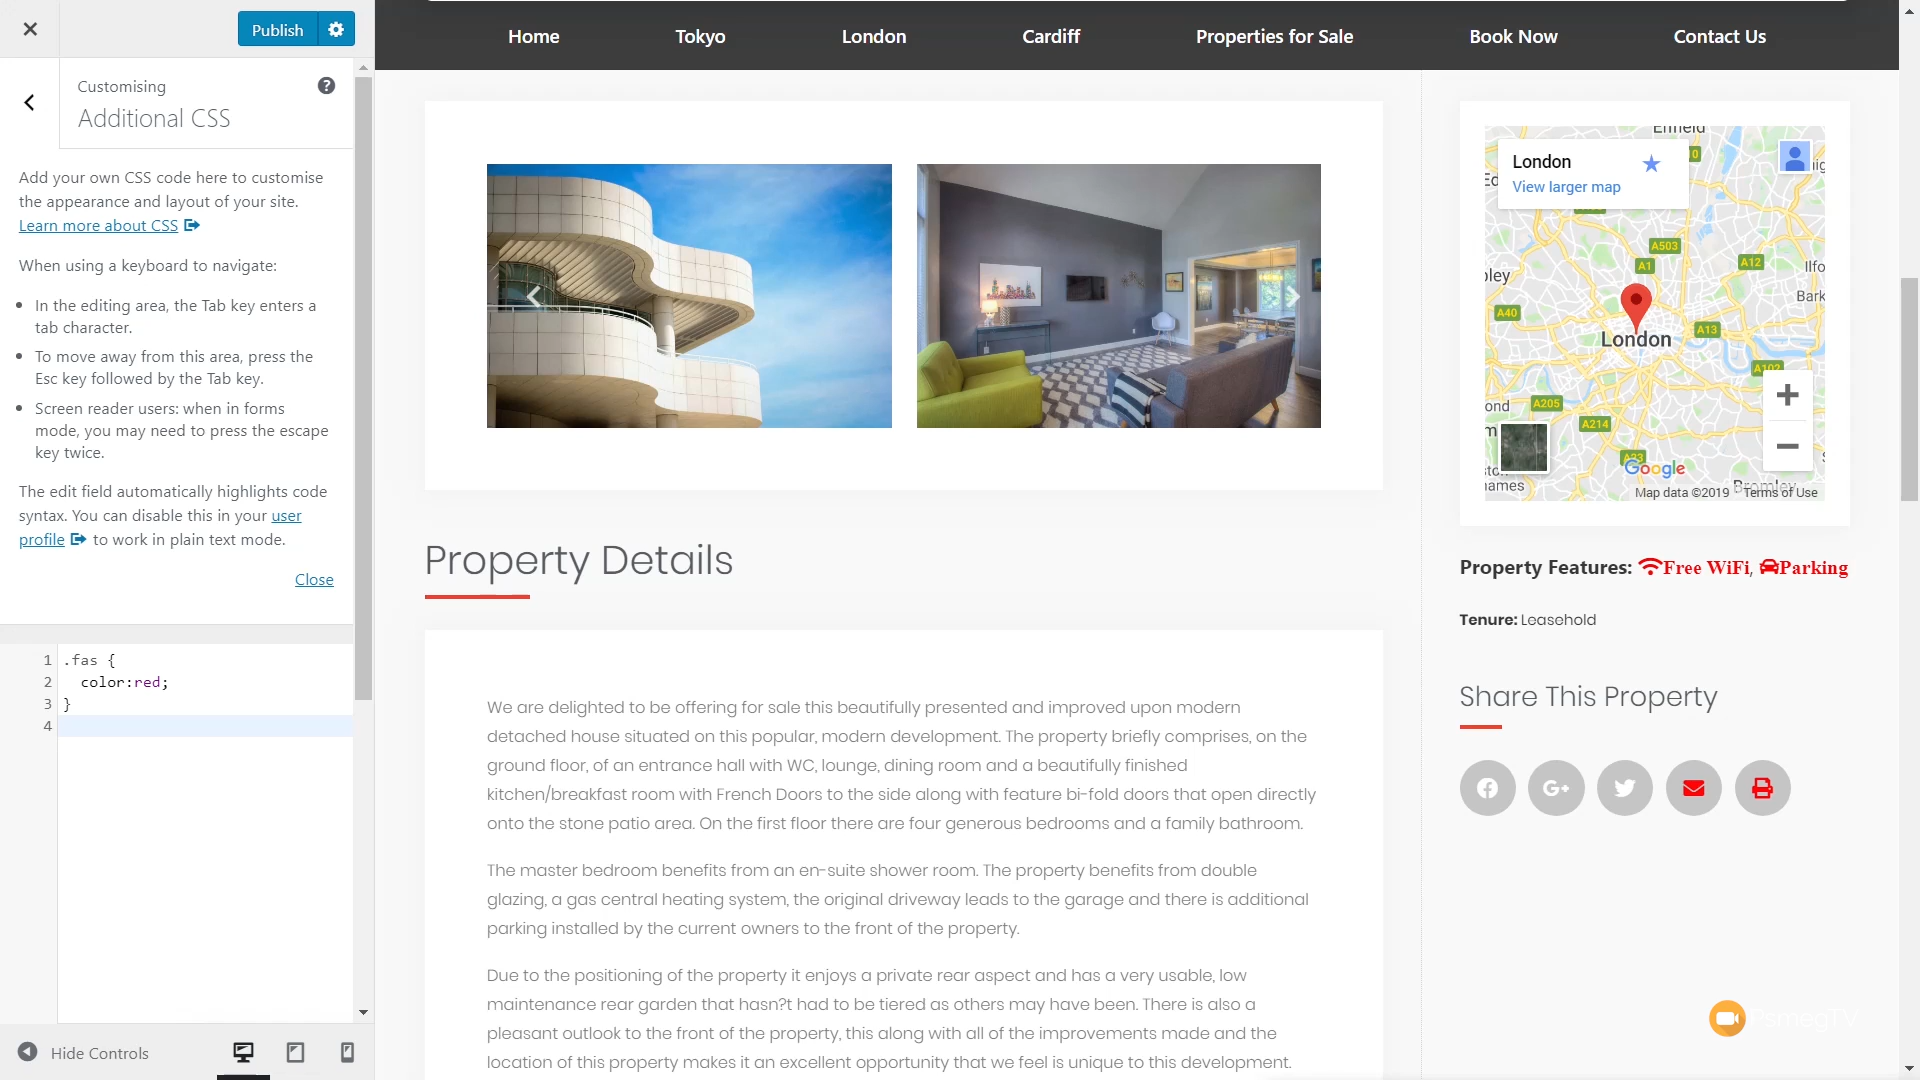 Publish
Home
Tokyo
London
Cardiff
Properties for Sale
Book Now
Contact Us
Customising
Additional CSS
Add your own CSS code here to customise
the appearance and layout of your site.
Learn more about CSS
When using a keyboard to navigate:
In the editing area, the Tab key enters a
tab character.
To move away from this area, press the
Esc key followed by the Tab key.
Screen reader users: when in forms
mode, you may need to press the escape
key twice.
The edit field automatically highlights code
syntax. You can disable this in your user
profile to work in plain text mode.
Close
1 .fas {
2 color:red;
3 }
4
Hide Controls
Property Details
We are delighted to be offering for sale this beautifully presented and improved upon modern
detached house situated on this popular, modern development. The property briefly comprises, on the
ground floor, of an entrance hall with WC, lounge, dining room and a beautifully finished
kitchen/breakfast room with French Doors to the side along with feature bi-fold doors that open directly
onto the stone patio area. On the first floor there are four generous bedrooms and a family bathroom.
The master bedroom benefits from an en-suite shower room. The property benefits from double
glazing, a gas central heating system, the original driveway leads to the garage and there is additional
parking installed by the current owners to the front of the property.
Due to the positioning of the property it enjoys a private rear aspect and has a very usable, low
maintenance rear garden that hasn?t had to be tiered as others may have been. There is also a
pleasant outlook to the front of the property, this along with all of the improvements made and the
location of this property makes it an excellent opportunity that we feel is unique to this development.
Enfield
London
View larger map
A503
A1
A12
A40
London
A13
A102
A205
A214
A23
Google
Bromley
Map data ©2019
Terms of Use
Property Features: Free WiFi, Parking
Tenure: Leasehold
Share This Property
G+